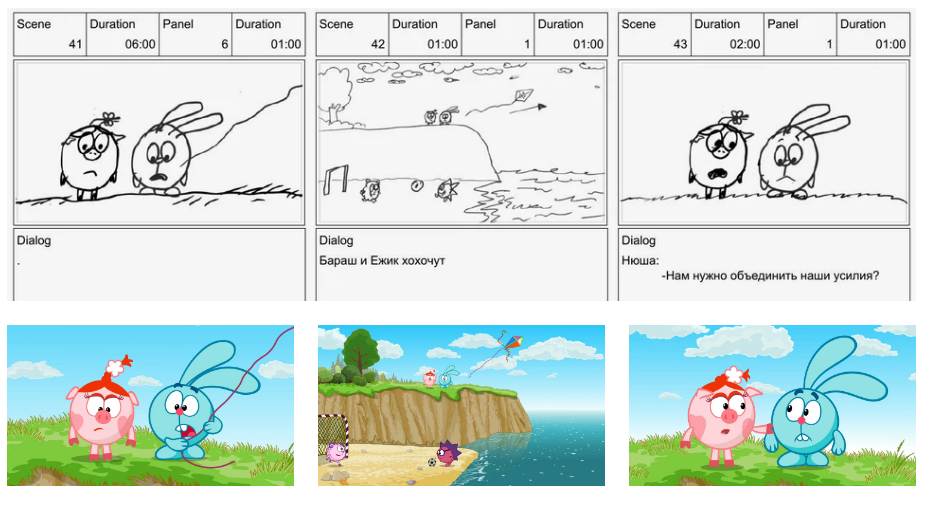 Scene Duration Panel Duration
41 06:00 6 01:00
Dialog
.
Scene Duration Panel Duration
42 01:00 1 01:00
Dialog
Бараш и Ежик хохочут
Scene Duration Panel Duration
43 02:00 1 01:00
Dialog
Нюша:
-Нам нужно объединить наши усилия?